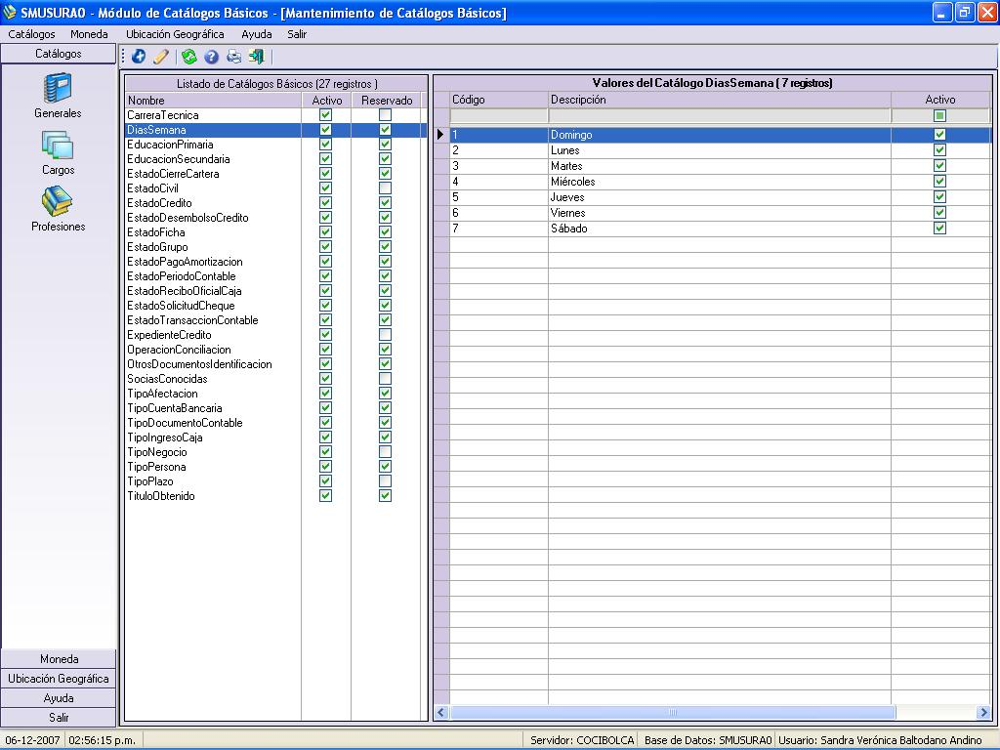 SMUSURA0 - Módulo de Catálogos Básicos - [Mantenimiento de Catálogos Básicos]
Catálogos Moneda Ubicación Geográfica Ayuda Salir
Catálogos
Generales
Cargos
Profesiones
Moneda
Ubicación Geográfica
Ayuda
Salir
Listado de Catálogos Básicos (27 registros )
Nombre Activo Reservado
CarreraTecnica
DiasSemana
EducacionPrimaria
EducacionSecundaria
EstadoCierreCartera
EstadoCivil
EstadoCredito
EstadoDesembolsoCredito
EstadoFicha
EstadoGrupo
EstadoPagoAmortizacion
EstadoPeriodoContable
EstadoReciboOficialCaja
EstadoSolicitudCheque
EstadoTransaccionContable
ExpedienteCredito
OperacionConciliacion
OtrosDocumentosIdentificacion
SociasConocidas
TipoAfectacion
TipoCuentaBancaria
TipoDocumentoContable
TipoIngresoCaja
TipoNegocio
TipoPersona
TipoPlazo
TituloObtenido
Valores del Catálogo DiasSemana ( 7 registros)
Código Descripción Activo
1 Domingo
2 Lunes
3 Martes
4 Miércoles
5 Jueves
6 Viernes
7 Sábado
06-12-2007 02:56:15 p.m. Servidor: COCIBOLCA Base de Datos: SMUSURA0 Usuario: Sandra Verónica Baltodano Andino